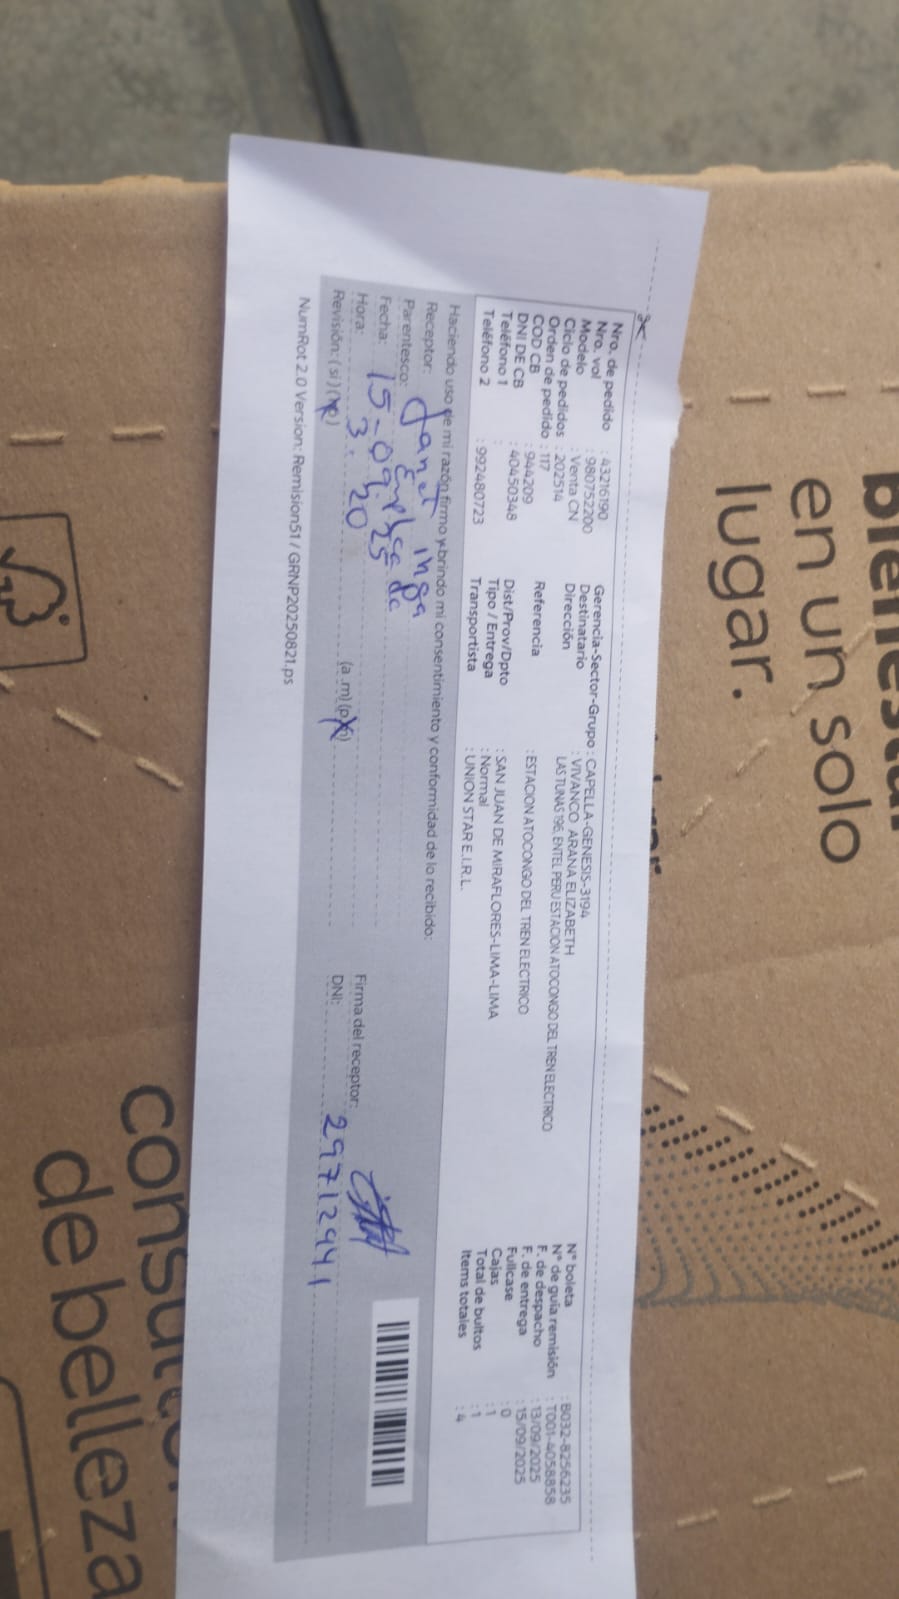 Nro. de pedido : 43216190
Nro. vol : 980752200
Modelo : Venta CN
Ciclo de pedidos : 202514
Orden de pedido : 117
COD CB : 944209
DNI DE CB : 40450348
Teléfono 1 :
Teléfono 2 : 992480723
Gerencia-Sector-Grupo : CAPELLA-GENESIS-3194
Destinatario : VIVANCO ARANA ELIZABETH
Dirección LAS TUNAS 196, ENTEL PERU ESTACION ATOCONGO DEL TREN ELECTRICO
Referencia : ESTACION ATOCONGO DEL TREN ELECTRICO
Dist/Prov/Dpto : SAN JUAN DE MIRAFLORES-LIMA-LIMA
Tipo / Entrega : Normal
Transportista : UNION STAR E.I.R.L.
N° boleta : B032-8256235
N° de guía remisión : T001-4058858
F. de despacho : 13/09/2025
F. de entrega : 15/09/2025
Fullcase : 0
Cajas : 1
Total de bultos : 1
Items totales : 4
Haciendo uso de mi razón firmo y brindo mi consentimiento y conformidad de lo recibido:
Receptor: Janet inga
Parentesco: Empleada
Fecha: 15-09-25
Hora: 3:20 (a .m) (p.m)
Revisión: (si) (no)
Firma del receptor:
DNI: 29712941
NumRot 2.0 Version: Remision51 / GRNP20250821.ps
bienestar
en un solo
lugar.
consultor
de belleza